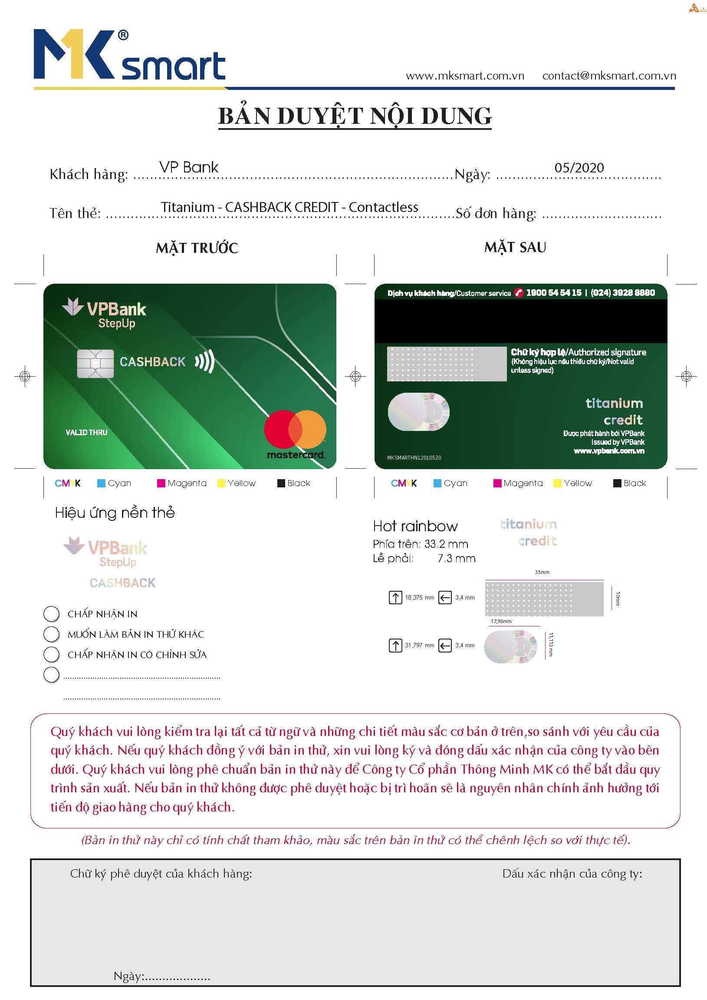 MK smart®
www.mksmart.com.vn contact@mksmart.com.vn
BẢN DUYỆT NỘI DUNG
Khách hàng: VP Bank Ngày: 05/2020
Tên thẻ: Titanium - CASHBACK CREDIT - Contactless Số đơn hàng:
MẶT TRƯỚC
MẶT SAU
VPBank
StepUp
CASHBACK
VALID THRU
mastercard.
Dịch vụ khách hàng/Customer service 1900 54 54 15 | (024) 3928 8880
Chữ ký hợp lệ/Authorized signature
(Không hiệu lực nếu thiếu chữ ký/Not valid
unless signed)
titanium
credit
Được phát hành bởi VPBank
Issued by VPBank
www.vpbank.com.vn
MKSMARTHN12010520
CMYK Cyan Magenta Yellow Black
CMYK Cyan Magenta Yellow Black
Hiệu ứng nền thẻ
VPBank
StepUp
CASHBACK
Hot rainbow
Phía trên: 33.2 mm
Lề phải: 7.3 mm
titanium
credit
35mm
18,375 mm 3,4 mm
10mm
17,98mm
31,797 mm 3,4 mm
11,113 mm
CHẤP NHẬN IN
MUỐN LÀM BẢN IN THỬ KHÁC
CHẤP NHẬN IN CÓ CHỈNH SỬA
Quý khách vui lòng kiểm tra lại tất cả từ ngữ và những chi tiết màu sắc cơ bản ở trên,so sánh với yêu cầu của
quý khách. Nếu quý khách đồng ý với bản in thử, xin vui lòng ký và đóng dấu xác nhận của công ty vào bên
dưới. Quý khách vui lòng phê chuẩn bản in thử này để Công ty Cổ phần Thông Minh MK có thể bắt đầu quy
trình sản xuất. Nếu bản in thử không được phê duyệt hoặc bị trì hoãn sẽ là nguyên nhân chính ảnh hưởng tới
tiến độ giao hàng cho quý khách.
(Bản in thử này chỉ có tính chất tham khảo, màu sắc trên bản in thử có thể chênh lệch so với thực tế).
Chữ ký phê duyệt của khách hàng:
Dấu xác nhận của công ty:
Ngày:...................